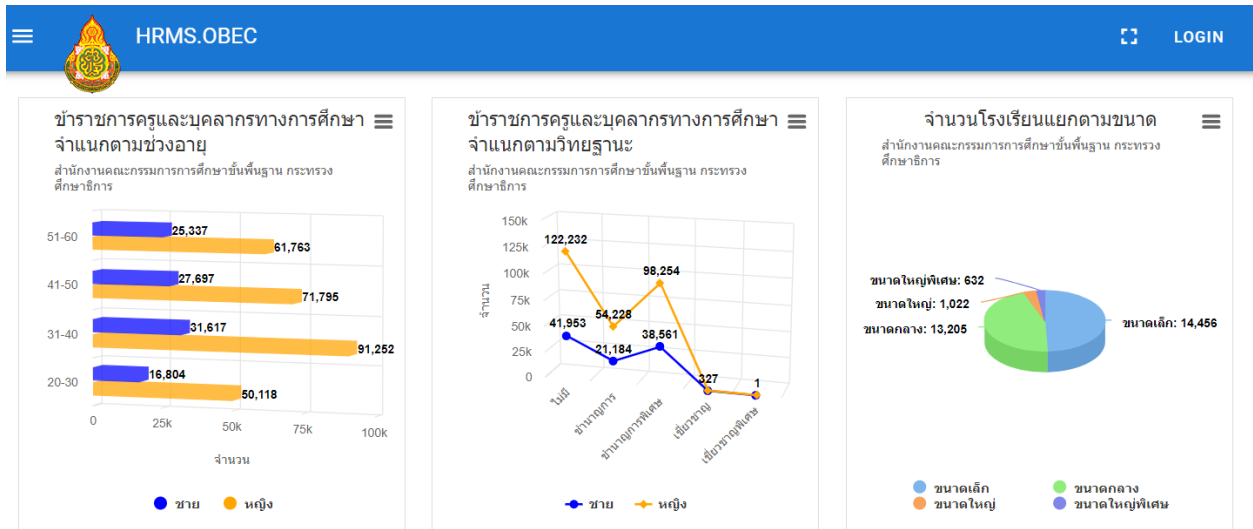 HRMS.OBEC
LOGIN
ข้าราชการครูและบุคลากรทางการศึกษา
จำแนกตามช่วงอายุ
สำนักงานคณะกรรมการการศึกษาขั้นพื้นฐาน กระทรวง
ศึกษาธิการ
51-60
25,337
61,763
41-50
27,697
71,795
31-40
31,617
91,252
20-30
16,804
50,118
0
25k
50k
75k
100k
จำนวน
ชาย
หญิง
ข้าราชการครูและบุคลากรทางการศึกษา
จำแนกตามวิทยฐานะ
สำนักงานคณะกรรมการการศึกษาขั้นพื้นฐาน กระทรวง
ศึกษาธิการ
จำนวน
150k
125k
100k
75k
50k
25k
0
122,232
98,254
54,228
41,953
38,561
21,184
327
1
ไม่มี
ชำนาญการ
ชำนาญการพิเศษ
เชี่ยวชาญ
เชี่ยวชาญพิเศษ
ชาย
หญิง
จำนวนโรงเรียนแยกตามขนาด
สำนักงานคณะกรรมการการศึกษาขั้นพื้นฐาน กระทรวง
ศึกษาธิการ
ขนาดใหญ่พิเศษ: 632
ขนาดใหญ่: 1,022
ขนาดกลาง: 13,205
ขนาดเล็ก: 14,456
ขนาดเล็ก
ขนาดกลาง
ขนาดใหญ่
ขนาดใหญ่พิเศษ